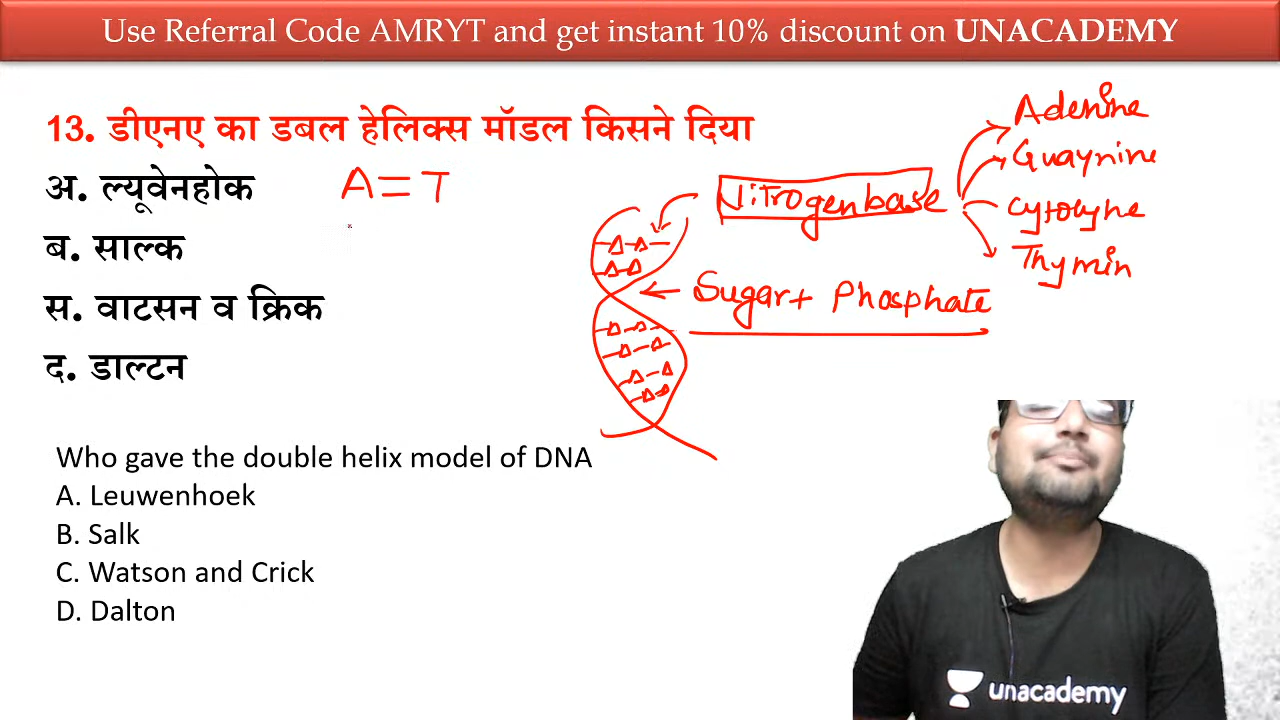 Use Referral Code AMRYT and get instant 10% discount on UNACADEMY
13. डीएनए का डबल हेलिक्स मॉडल किसने दिया
अ. ल्यूवेनहोक
ब. साल्क
स. वाटसन व क्रिक
द. डाल्टन
A=T
Nitrogenbase
Adenine
Guaynine
Cytocyne
Thymin
Sugar+ Phosphate
Who gave the double helix model of DNA
A. Leuwenhoek
B. Salk
C. Watson and Crick
D. Dalton
unacademy